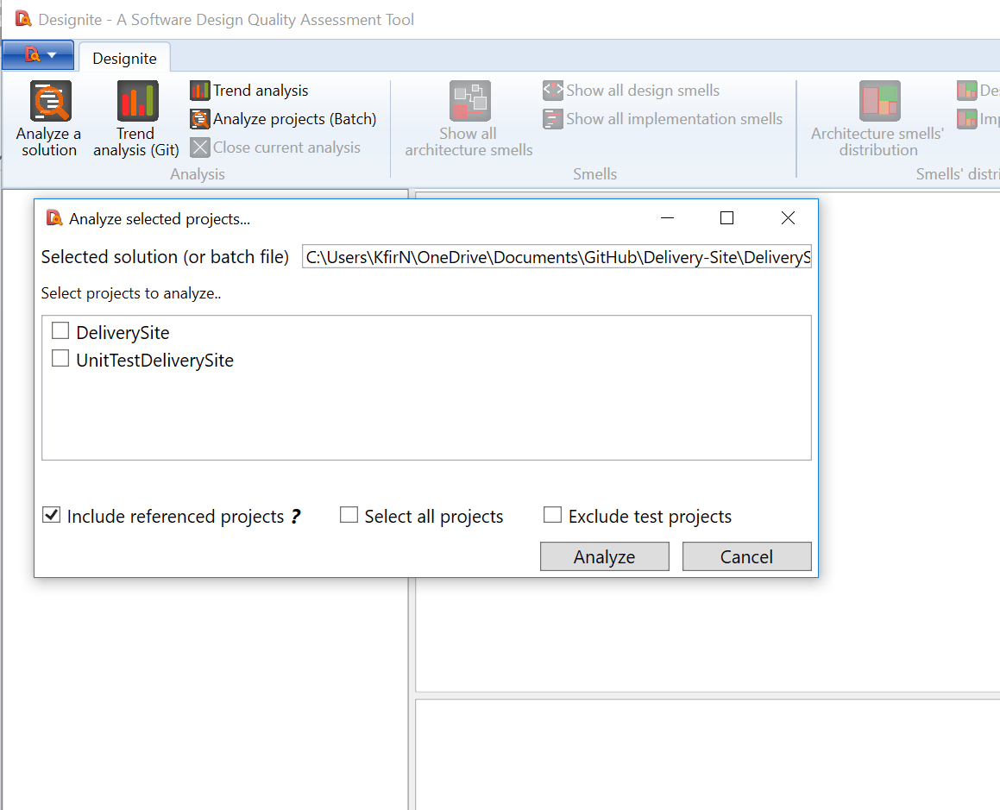 Designite - A Software Design Quality Assessment Tool
Designite
Analyze a
solution
Trend
analysis (Git)
Trend analysis
Analyze projects (Batch)
Close current analysis
Analysis
Show all
architecture smells
Show all design smells
Show all implementation smells
Smells
Architecture smells'
distribution
De
Imp
Smells' distri
Analyze selected projects...
Selected solution (or batch file)
C:\Users\KfirN\OneDrive\Documents\GitHub\Delivery-Site\DeliveryS
Select projects to analyze..
DeliverySite
UnitTestDeliverySite
Include referenced projects ?
Select all projects
Exclude test projects
Analyze
Cancel